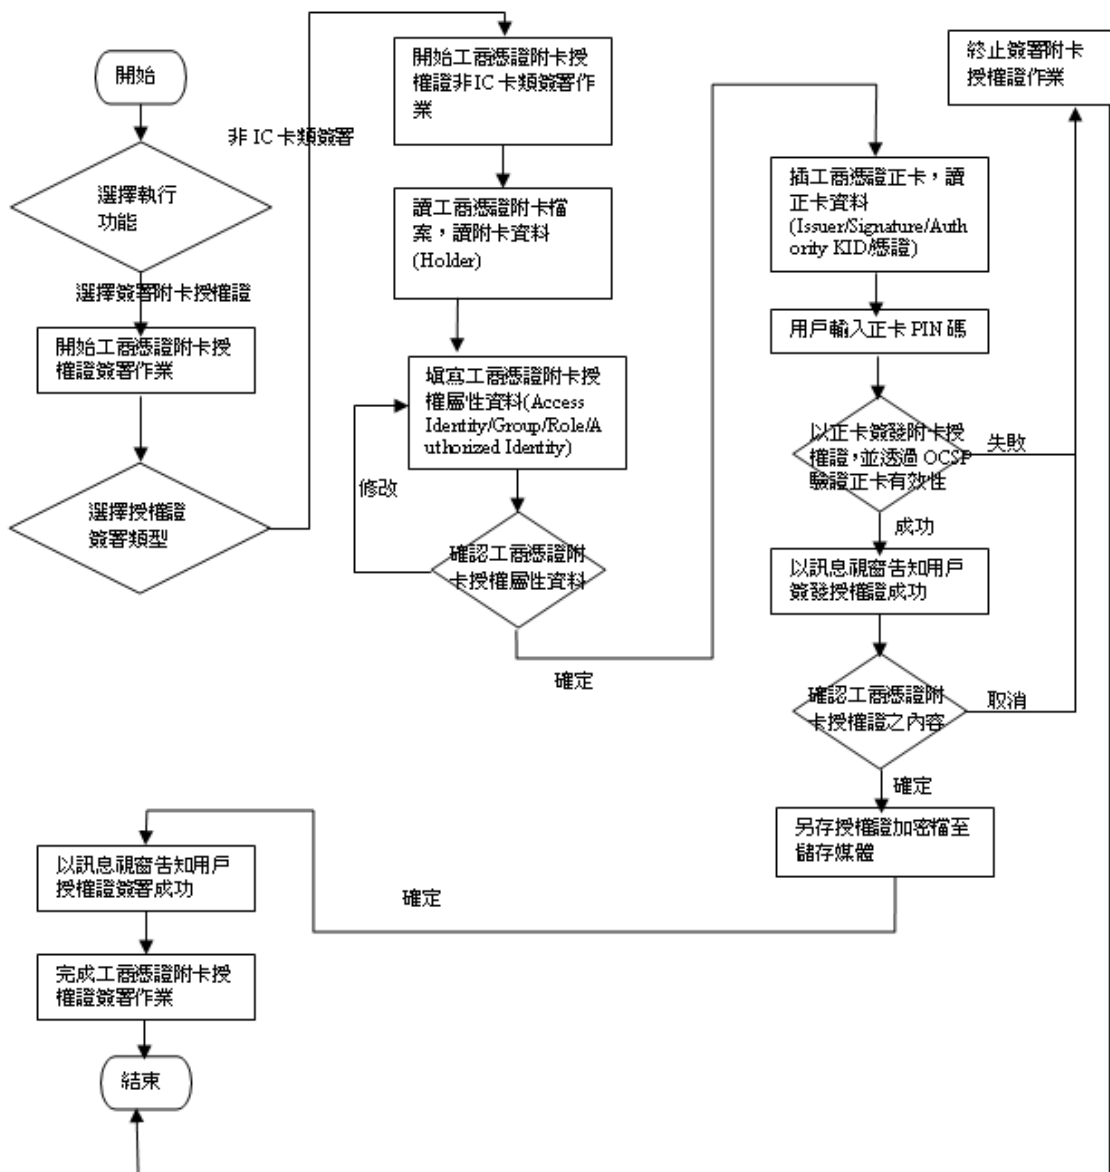 開始
選擇執行
功能
選擇簽署附卡授權證
開始工商憑證附卡授
權證簽署作業
選擇授權證
簽署類型
非 IC 卡類簽署
開始工商憑證附卡授
權證非 IC 卡類簽署作
業
讀工商憑證附卡檔
案，讀附卡資料
(Holder)
填寫工商憑證附卡授
權屬性資料(Access
Identity/Group/Role/A
uthorized Identity)
修改
確認工商憑證附
卡授權屬性資料
確定
插工商憑證正卡，讀
正卡資料
(Issuer/Signature/Auth
ority KID/憑證)
用戶輸入正卡 PIN 碼
以正卡簽發附卡授
權證，並透過 OCSP
驗證正卡有效性
失敗
成功
以訊息視窗告知用戶
簽發授權證成功
確認工商憑證附
卡授權證之內容
取消
確定
另存授權證加密檔至
儲存媒體
終止簽署附卡
授權證作業
確定
以訊息視窗告知用戶
授權證簽署成功
完成工商憑證附卡授
權證簽署作業
結束